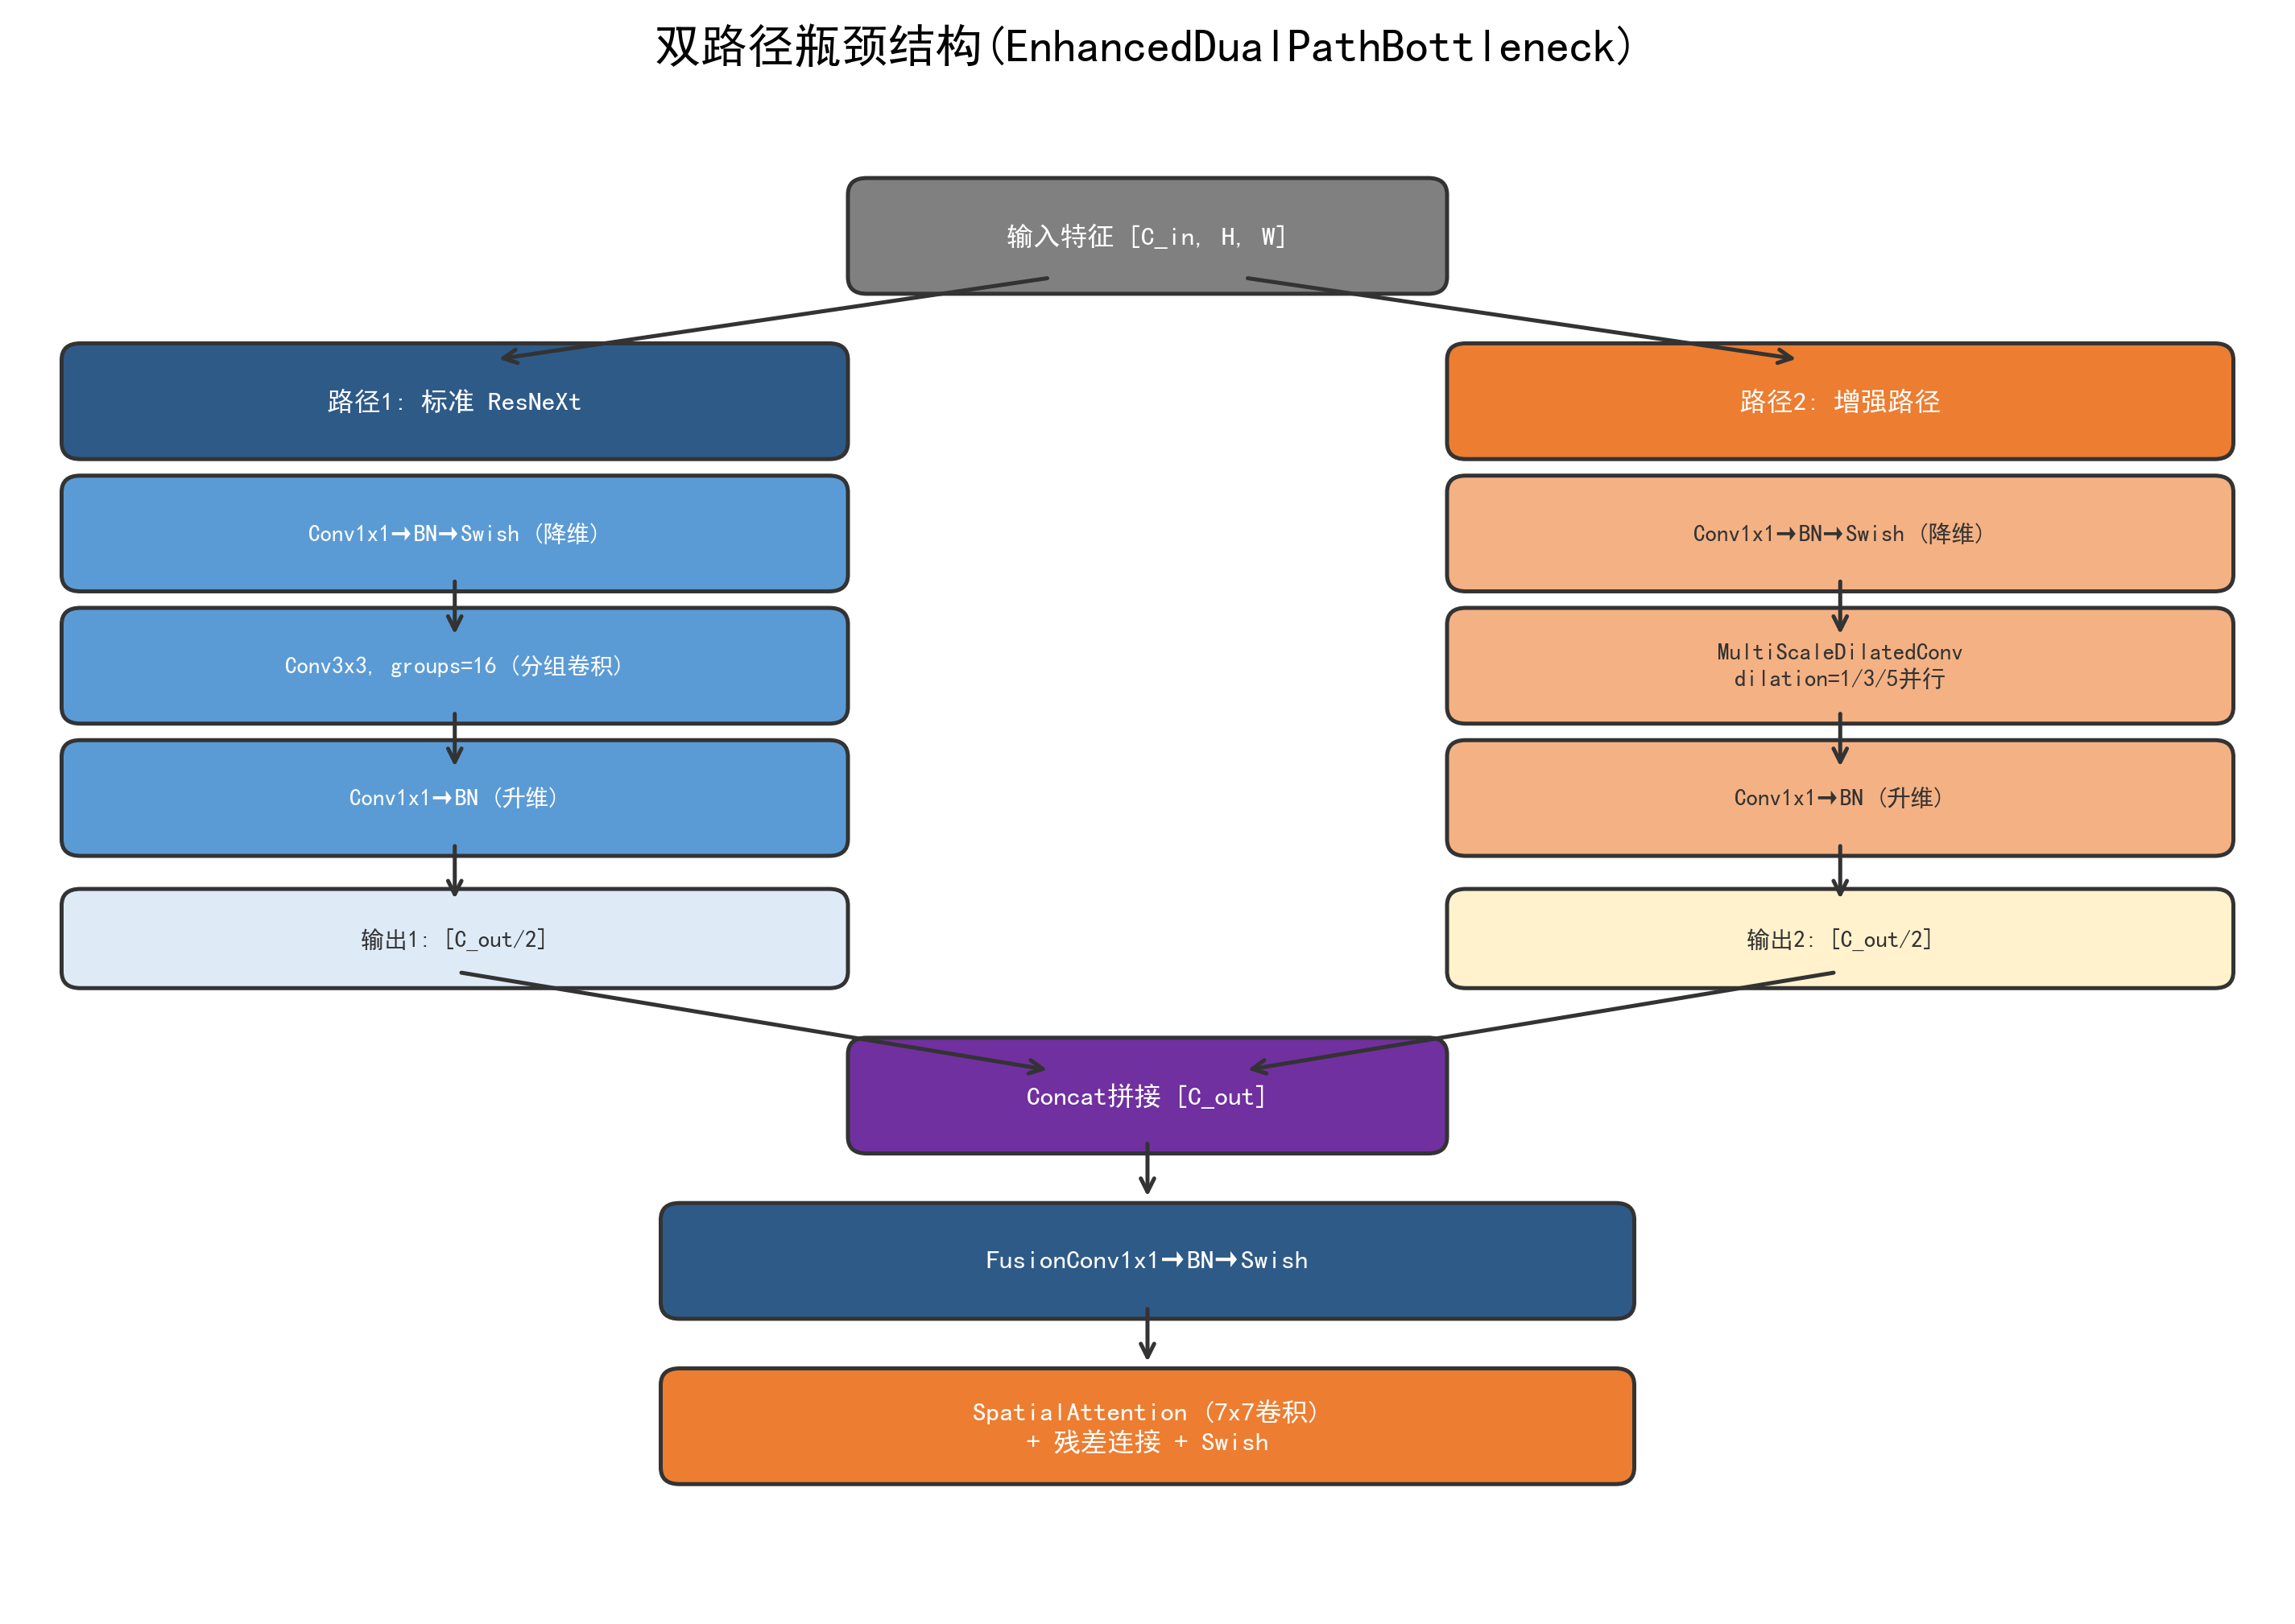 双路径瓶颈结构(EnhancedDualPathBottleneck)
输入特征 [C_in, H, W]
路径1: 标准 ResNeXt
Conv1x1→BN→Swish (降维)
Conv3x3, groups=16 (分组卷积)
Conv1x1→BN (升维)
输出1: [C_out/2]
路径2: 增强路径
Conv1x1→BN→Swish (降维)
MultiScaleDilatedConv
dilation=1/3/5并行
Conv1x1→BN (升维)
输出2: [C_out/2]
Concat拼接 [C_out]
FusionConv1x1→BN→Swish
SpatialAttention (7x7卷积)
+ 残差连接 + Swish